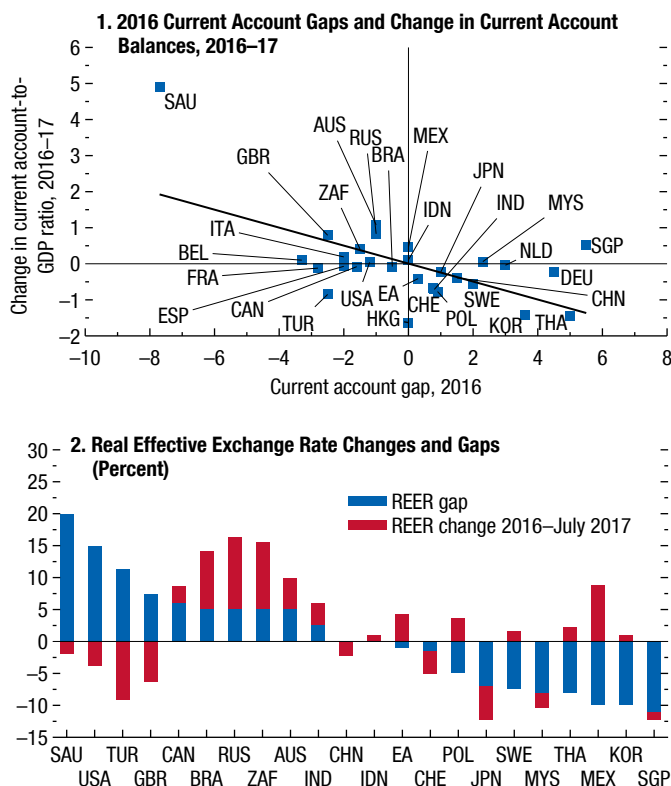 1. 2016 Current Account Gaps and Change in Current Account
Balances, 2016–17
Change in current account-to-
GDP ratio, 2016–17
6
5
4
3
2
1
0
−1
−2
SAU
AUS
RUS
BRA
MEX
GBR
JPN
ZAF
IDN
IND
MYS
ITA
BEL
NLD
SGP
FRA
DEU
ESP
CAN
USA
EA
CHE
SWE
CHN
TUR
HKG
POL
KOR
THA
−10 −8 −6 −4 −2 0 2 4 6 8
Current account gap, 2016
2. Real Effective Exchange Rate Changes and Gaps
(Percent)
30
25
20
15
10
5
0
−5
−10
−15
REER gap
REER change 2016–July 2017
SAU TUR CAN RUS AUS CHN EA POL SWE THA KOR
USA GBR BRA ZAF IND IDN CHE JPN MYS MEX SGP